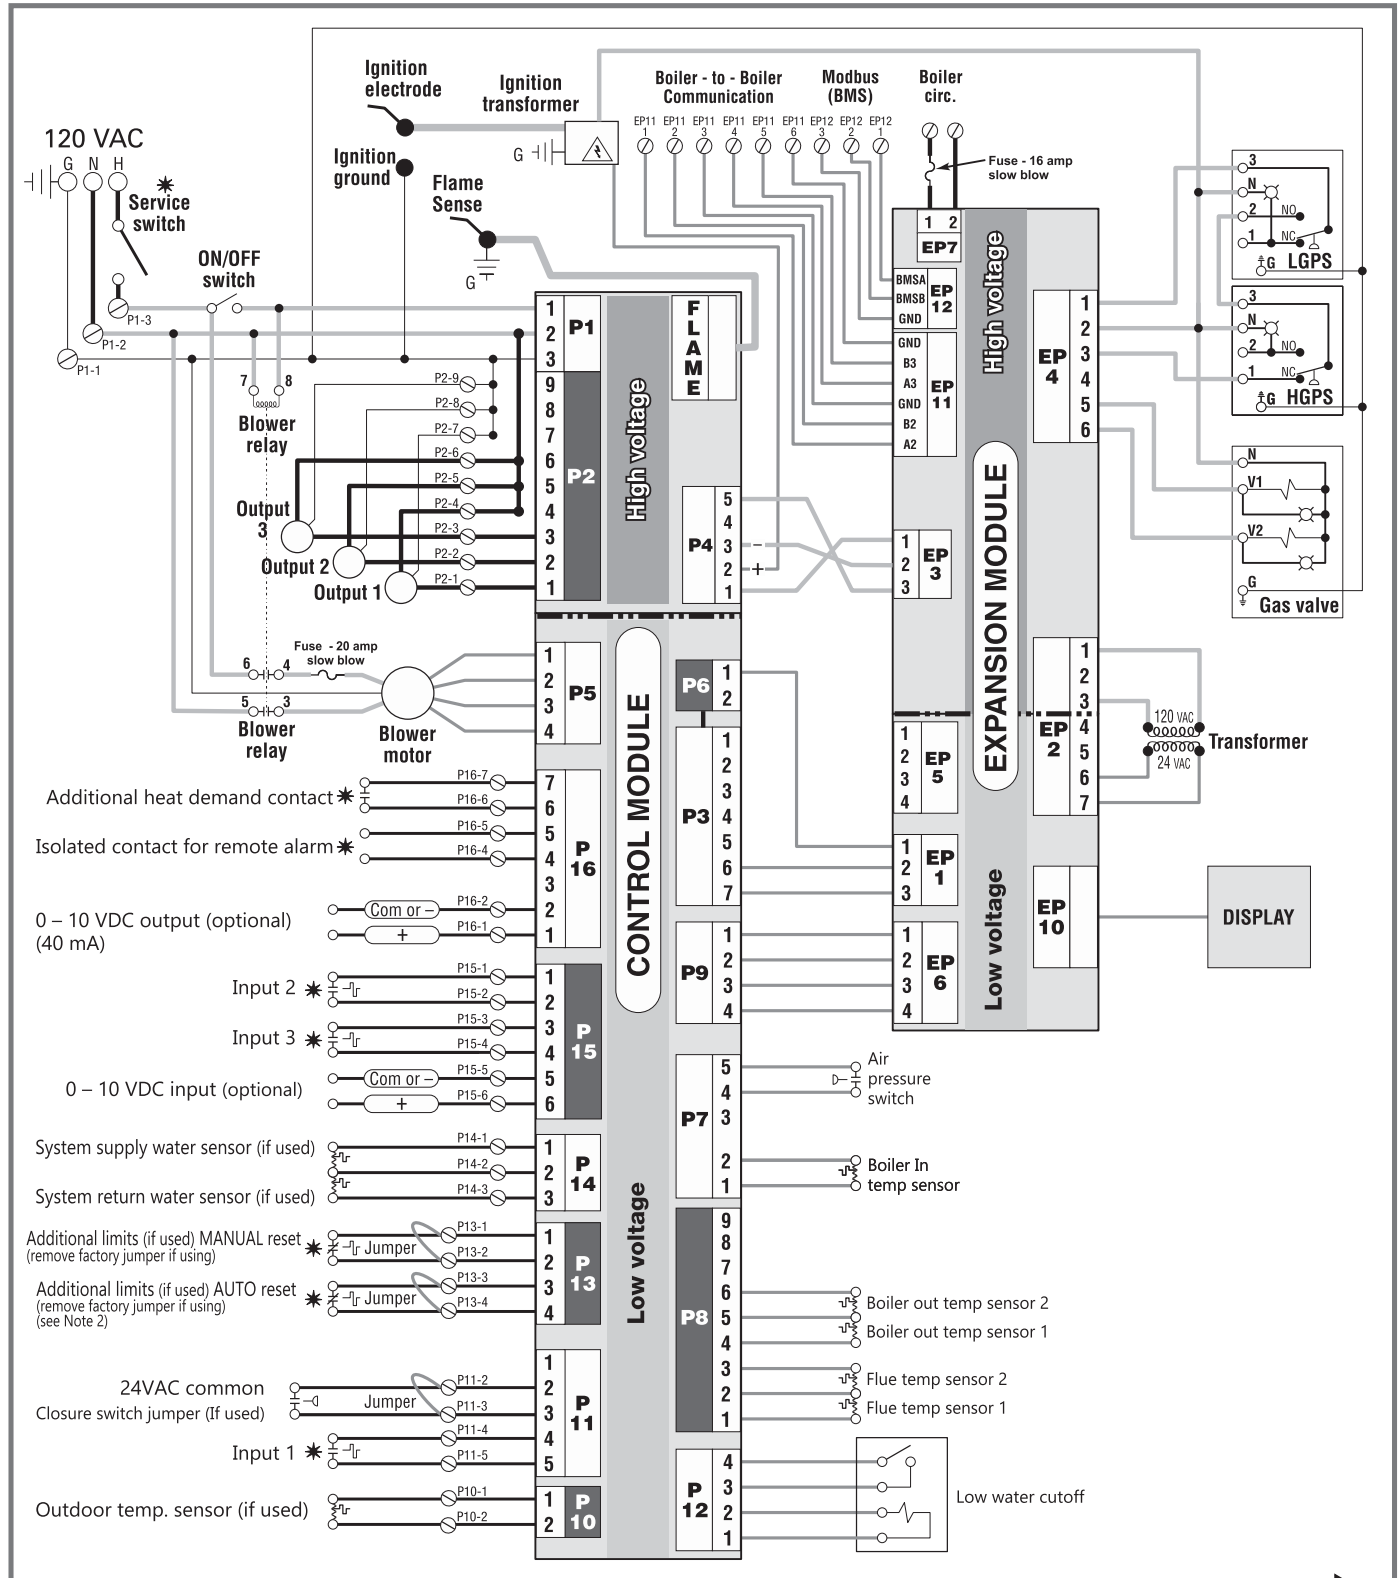 Ignition
electrode
Ignition
transformer
Boiler - to - Boiler
Communication
Modbus
(BMS)
Boiler
circ.
EP11 1
EP11 2
EP11 3
EP11 4
EP11 5
EP11 6
EP12 3
EP12 2
EP12 1
120 VAC
G N H
Service
switch
Ignition
ground
G
Flame
Sense
G
Fuse - 16 amp
slow blow
ON/OFF
switch
P1-3
P1-2
P1-1
7 8
Blower
relay
P2-9
P2-8
P2-7
P2-6
P2-5
P2-4
P2-3
P2-2
P2-1
Output
3
Output 2
Output 1
1
2
3
P1
9
8
7
6
5
4
3
2
1
P2
High voltage
FLAME
P4
5
4
3
2
1
–
+
1 2
EP7
BMSA
BMSB
GND
EP
12
GND
B3
A3
GND
B2
A2
EP
11
High voltage
EP
4
1
2
3
4
5
6
1
2
3
EP
3
EXPANSION MODULE
3
N
2 NO
1 NC
G LGPS
3
N
2 NO
1 NC
G HGPS
N
V1
V2
G
Gas valve
6 4
Fuse - 20 amp
slow blow
5 3
Blower
relay
Blower
motor
1
2
3
4
P5
CONTROL MODULE
P6
1
2
P3
1
2
3
4
5
6
7
1
2
3
4
EP
5
1
2
3
EP
1
EP
2
1
2
3
4
5
6
7
120 VAC
24 VAC
Transformer
Additional heat demand contact
P16-7
P16-6
Isolated contact for remote alarm
P16-5
P16-4
0 – 10 VDC output (optional)
(40 mA)
Com or – P16-2
+ P16-1
7
6
5
4
3
2
1
P
16
P9
1
2
3
4
1
2
3
4
EP
6
Low voltage
EP
10
DISPLAY
Input 2
P15-1
P15-2
Input 3
P15-3
P15-4
0 – 10 VDC input (optional)
Com or – P15-5
+ P15-6
1
2
3
4
5
6
P
15
P7
5
4
3
2
1
Air
pressure
switch
Boiler In
temp sensor
System supply water sensor (if used)
P14-1
P14-2
System return water sensor (if used)
P14-3
1
2
3
P
14
Low voltage
Additional limits (if used) MANUAL reset
(remove factory jumper if using)
Jumper
P13-1
P13-2
Additional limits (if used) AUTO reset
(remove factory jumper if using)
(see Note 2)
Jumper
P13-3
P13-4
1
2
3
4
P
13
P8
9
8
7
6
5
4
3
2
1
Boiler out temp sensor 2
Boiler out temp sensor 1
Flue temp sensor 2
Flue temp sensor 1
24VAC common
Closure switch jumper (If used)
Jumper
P11-2
P11-3
Input 1
P11-4
P11-5
1
2
3
4
5
P
11
Outdoor temp. sensor (if used)
P10-1
P10-2
1
2
P
10
P
12
4
3
2
1
Low water cutoff